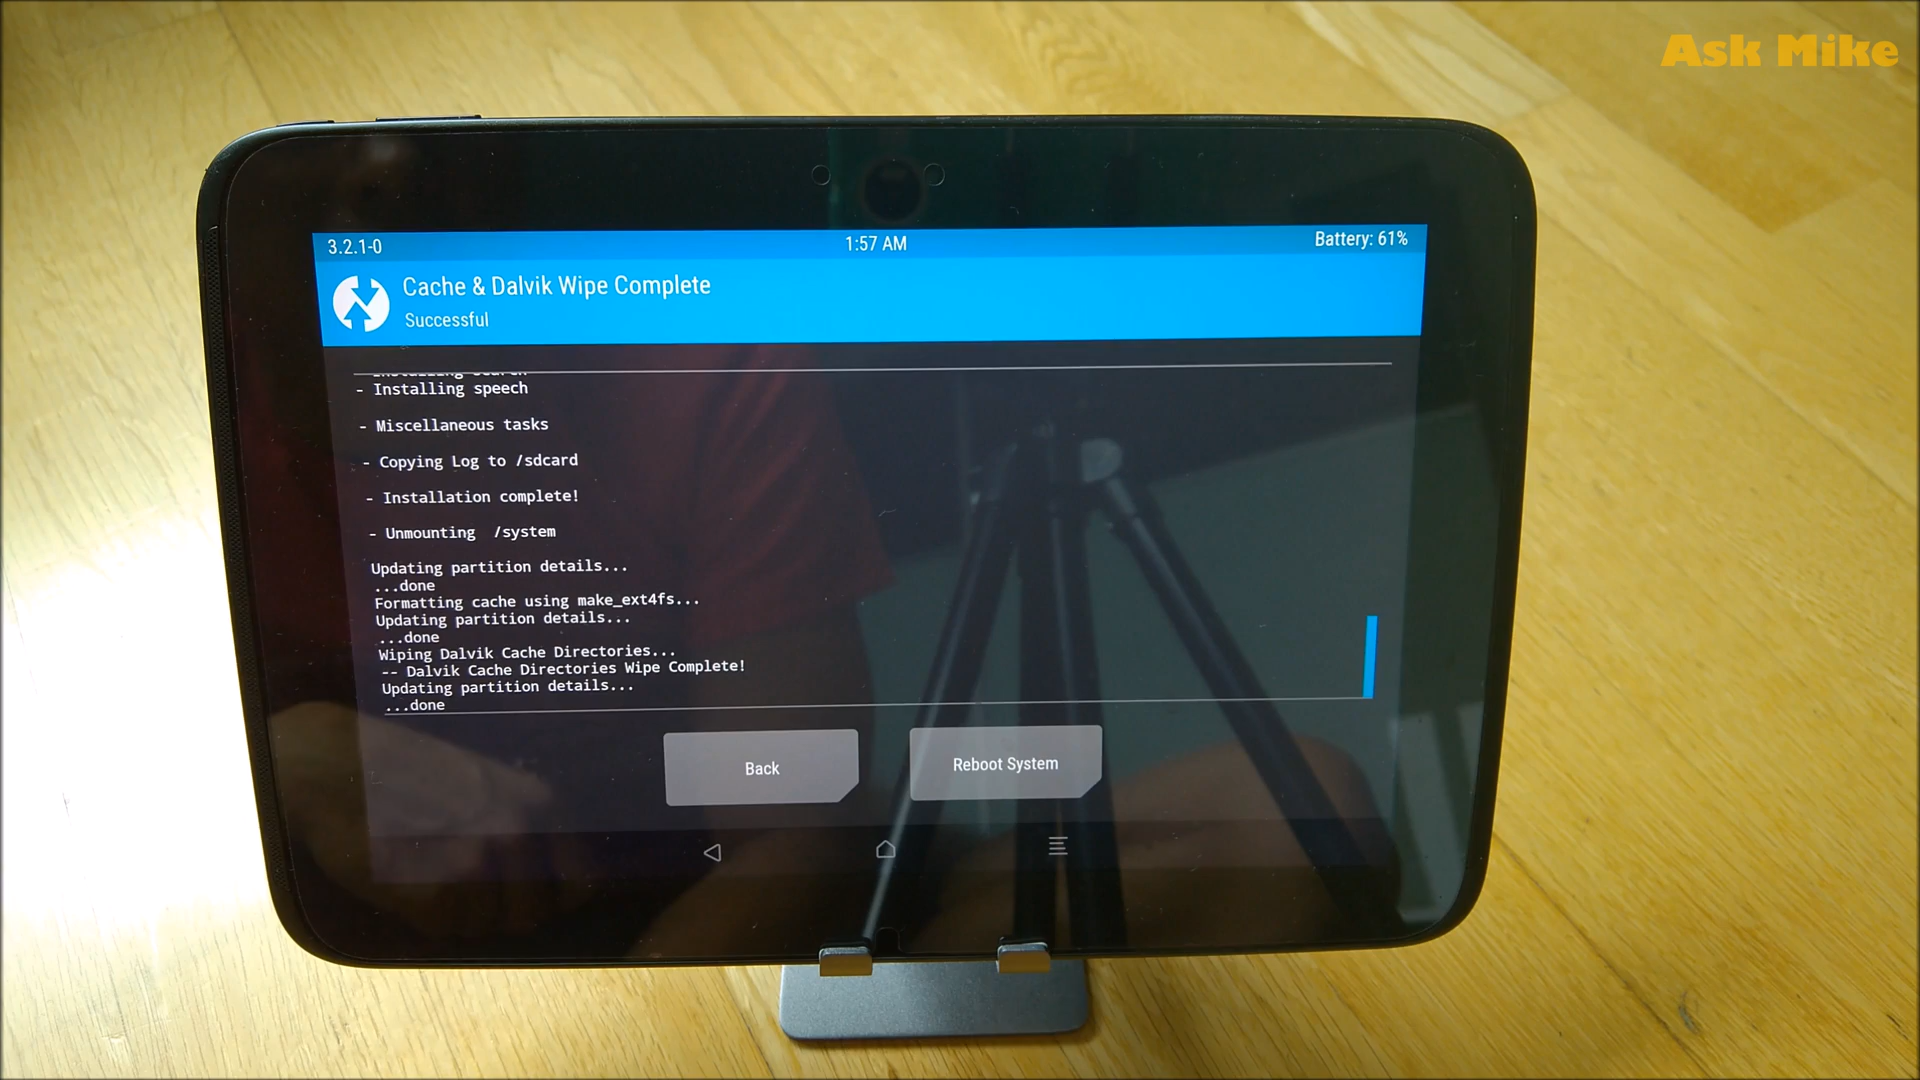 Ask Mike
3.2.1-0
1:57 AM
Battery: 61%
Cache & Dalvik Wipe Complete
Successful
- Installing search
- Installing speech
- Miscellaneous tasks
- Copying Log to /sdcard
- Installation complete!
- Unmounting /system
Updating partition details...
...done
Formatting cache using make_ext4fs...
Updating partition details...
...done
Wiping Dalvik Cache Directories...
-- Dalvik Cache Directories Wipe Complete!
Updating partition details...
...done
Back
Reboot System